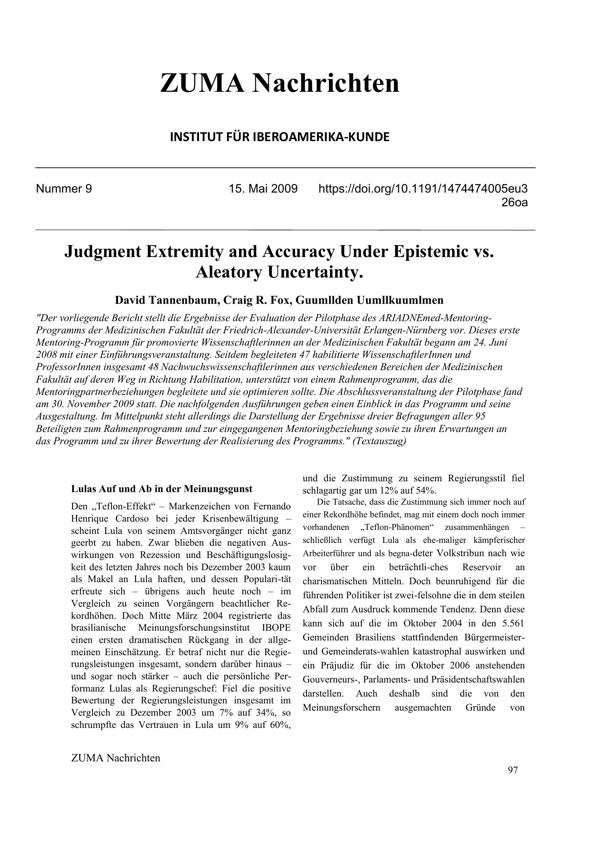 ZUMA Nachrichten
INSTITUT FÜR IBEROAMERIKA-KUNDE
Nummer 9 15. Mai 2009 https://doi.org/10.1191/1474474005eu3
26oa
Judgment Extremity and Accuracy Under Epistemic vs.
Aleatory Uncertainty.
David Tannenbaum, Craig R. Fox, Guumllden Uumllkuumlmen
"Der vorliegende Bericht stellt die Ergebnisse der Evaluation der Pilotphase des ARIADNEmed-Mentoring-
Programms der Medizinischen Fakultät der Friedrich-Alexander-Universität Erlangen-Nürnberg vor. Dieses erste
Mentoring-Programm für promovierte Wissenschaftlerinnen an der Medizinischen Fakultät begann am 24. Juni
2008 mit einer Einführungsveranstaltung. Seitdem begleiteten 47 habilitierte WissenschaftlerInnen und
ProfessorInnen insgesamt 48 Nachwuchswissenschaftlerinnen aus verschiedenen Bereichen der Medizinischen
Fakultät auf deren Weg in Richtung Habilitation, unterstützt von einem Rahmenprogramm, das die
Mentoringpartnerbeziehungen begleitete und sie optimieren sollte. Die Abschlussveranstaltung der Pilotphase fand
am 30. November 2009 statt. Die nachfolgenden Ausführungen geben einen Einblick in das Programm und seine
Ausgestaltung. Im Mittelpunkt steht allerdings die Darstellung der Ergebnisse dreier Befragungen aller 95
Beteiligten zum Rahmenprogramm und zur eingegangenen Mentoringbeziehung sowie zu ihren Erwartungen an
das Programm und zu ihrer Bewertung der Realisierung des Programms." (Textauszug)
Lulas Auf und Ab in der Meinungsgunst
Den „Teflon-Effekt“ – Markenzeichen von Fernando
Henrique Cardoso bei jeder Krisenbewältigung –
scheint Lula von seinem Amtsvorgänger nicht ganz
geerbt zu haben. Zwar blieben die negativen Aus-
wirkungen von Rezession und Beschäftigungslosig-
keit des letzten Jahres noch bis Dezember 2003 kaum
als Makel an Lula haften, und dessen Populari-tät
erfreute sich – übrigens auch heute noch – im
Vergleich zu seinen Vorgängern beachtlicher Re-
kordhöhen. Doch Mitte März 2004 registrierte das
brasilianische Meinungsforschungsinstitut IBOPE
einen ersten dramatischen Rückgang in der allge-
meinen Einschätzung. Er betraf nicht nur die Regie-
rungsleistungen insgesamt, sondern darüber hinaus –
und sogar noch stärker – auch die persönliche Per-
formanz Lulas als Regierungschef: Fiel die positive
Bewertung der Regierungsleistungen insgesamt im
Vergleich zu Dezember 2003 um 7% auf 34%, so
schrumpfte das Vertrauen in Lula um 9% auf 60%,
und die Zustimmung zu seinem Regierungsstil fiel
schlagartig gar um 12% auf 54%.
Die Tatsache, dass die Zustimmung sich immer noch auf
einer Rekordhöhe befindet, mag mit einem doch noch immer
vorhandenen „Teflon-Phänomen“ zusammenhängen –
schließlich verfügt Lula als ehe-maliger kämpferischer
Arbeiterführer und als begna-deter Volkstribun nach wie
vor über ein beträchtli-ches Reservoir an
charismatischen Mitteln. Doch beunruhigend für die
führenden Politiker ist zwei-felsohne die in dem steilen
Abfall zum Ausdruck kommende Tendenz. Denn diese
kann sich auf die im Oktober 2004 in den 5.561
Gemeinden Brasiliens stattfindenden Bürgermeister-
und Gemeinderats-wahlen katastrophal auswirken und
ein Präjudiz für die im Oktober 2006 anstehenden
Gouverneurs-, Parlaments- und Präsidentschaftswahlen
darstellen. Auch deshalb sind die von den
Meinungsforschern ausgemachten Gründe von
ZUMA Nachrichten
97